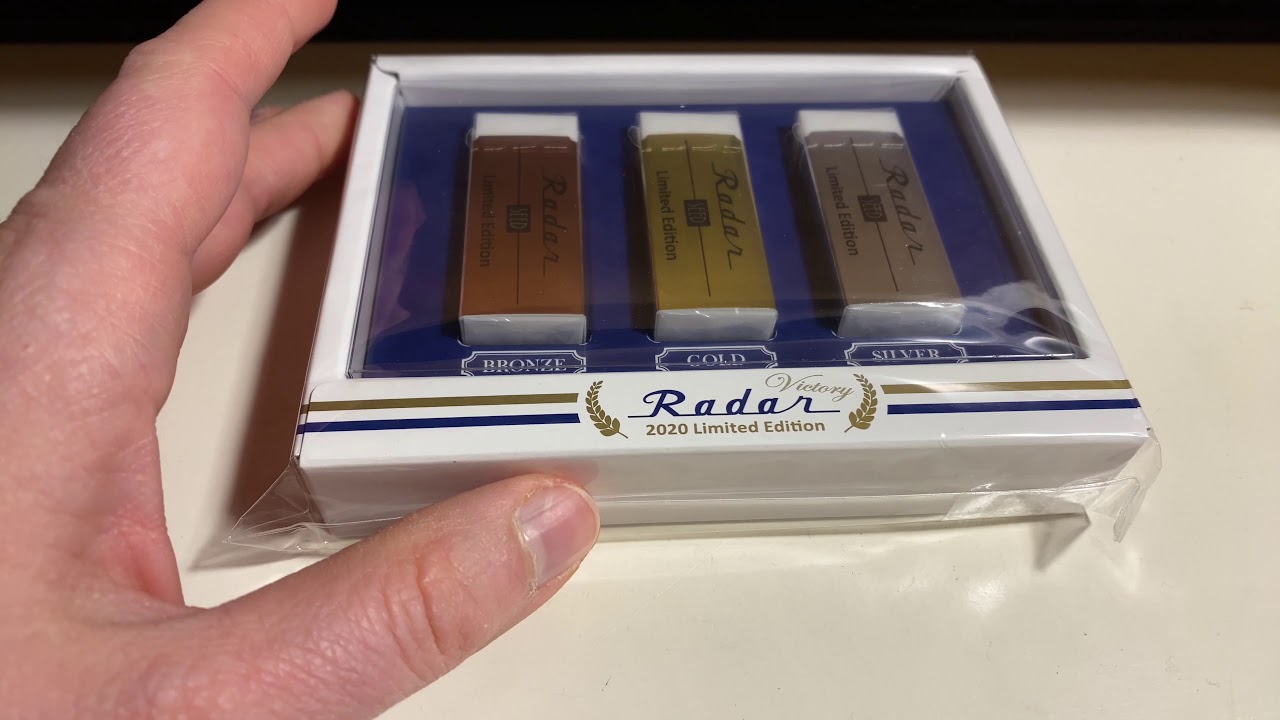 Radar
SEED
Limited Edition
Radar
SEED
Limited Edition
Radar
SEED
Limited Edition
BRONZE
GOLD
SILVER
Victory
Radar
2020 Limited Edition